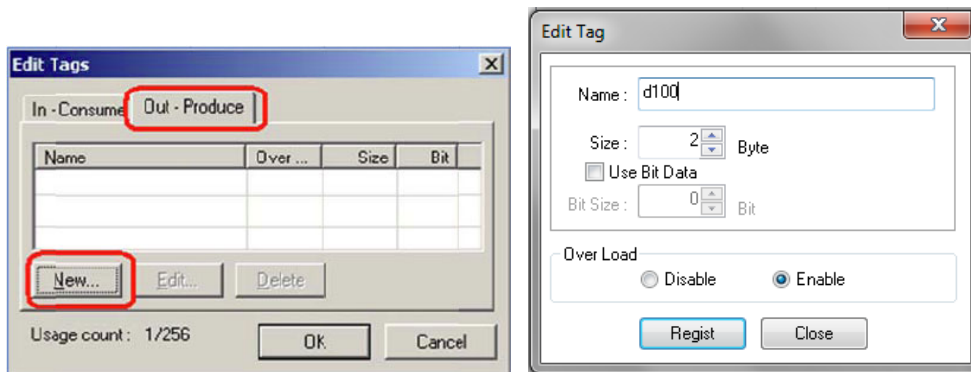 Edit Tags
In - Consume Out - Produce
Name Over ... Size Bit
New... Edit... Delete
Usage count : 1/256
OK Cancel
Edit Tag
Name : d100
Size : 2 Byte
Use Bit Data
Bit Size : 0 Bit
Over Load
Disable Enable
Regist Close